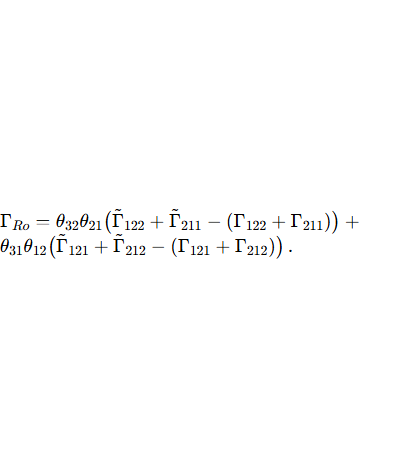 Γ_{Ro} = θ_{32}θ_{21}(Γ̃_{122} + Γ̃_{211} − (Γ_{122} + Γ_{211})) +
θ_{31}θ_{12}(Γ̃_{121} + Γ̃_{212} − (Γ_{121} + Γ_{212})) .